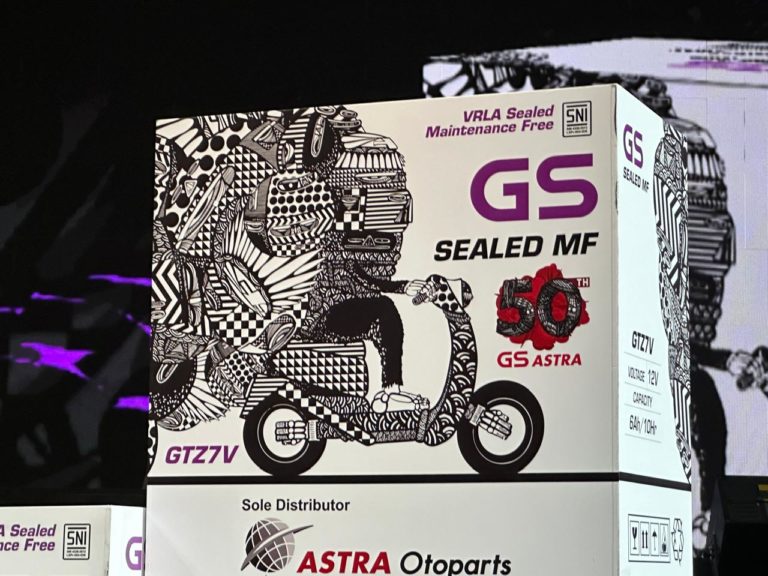 VRLA Sealed
Maintenance Free
SNI
GS
SEALED MF
50TH
GS ASTRA
GTZ7V
Sole Distributor
ASTRA Otoparts
GS
SEALED MF
GTZ7V
VOLTAGE 12V
CAPACITY
6Ah/10Hr
A Sealed
nce Free
SNI
G